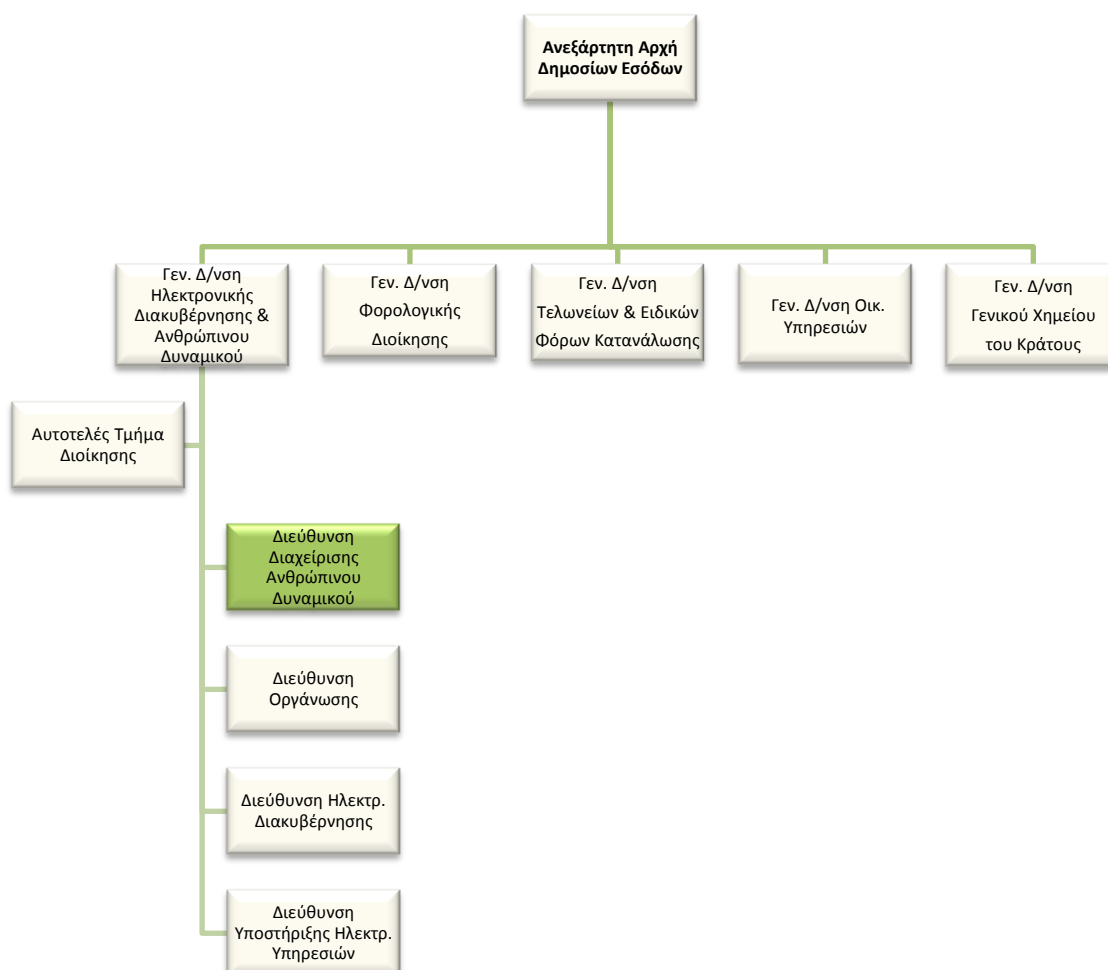 Ανεξάρτητη Αρχή
Δημοσίων Εσόδων
Γεν. Δ/νση
Ηλεκτρονικής
Διακυβέρνησης &
Ανθρώπινου
Δυναμικού
Γεν. Δ/νση
Φορολογικής
Διοίκησης
Γεν. Δ/νση
Τελωνείων & Ειδικών
Φόρων Κατανάλωσης
Γεν. Δ/νση Οικ.
Υπηρεσιών
Γεν. Δ/νση
Γενικού Χημείου
του Κράτους
Αυτοτελές Τμήμα
Διοίκησης
Διεύθυνση
Διαχείρισης
Ανθρώπινου
Δυναμικού
Διεύθυνση
Οργάνωσης
Διεύθυνση Ηλεκτρ.
Διακυβέρνησης
Διεύθυνση
Υποστήριξης Ηλεκτρ.
Υπηρεσιών